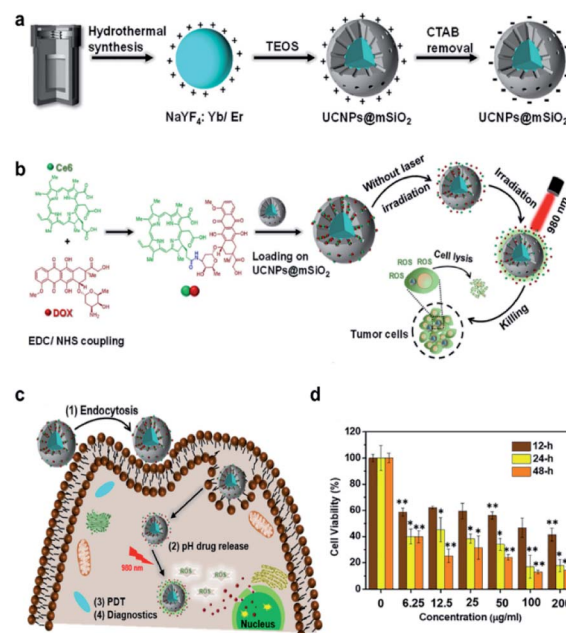 a
Hydrothermal
synthesis
TEOS
CTAB
removal
NaYF₄: Yb/ Er
UCNPs@mSiO₂
UCNPs@mSiO₂
b
Ce6
+
DOX
EDC/ NHS coupling
Loading on
UCNPs@mSiO₂
Without laser
irradiation
Irradiation
980 nm
ROS
ROS
ROS
Cell lysis
Killing
Tumor cells
c
(1) Endocytosis
(2) pH drug release
980 nm
ROS
ROS
ROS
(3) PDT
(4) Diagnostics
Nucleus
d
12-h
24-h
48-h
Cell Viability (%)
120
100
80
60
40
20
0
0 6.25 12.5 25 50 100 200
Concentration (µg/ml)